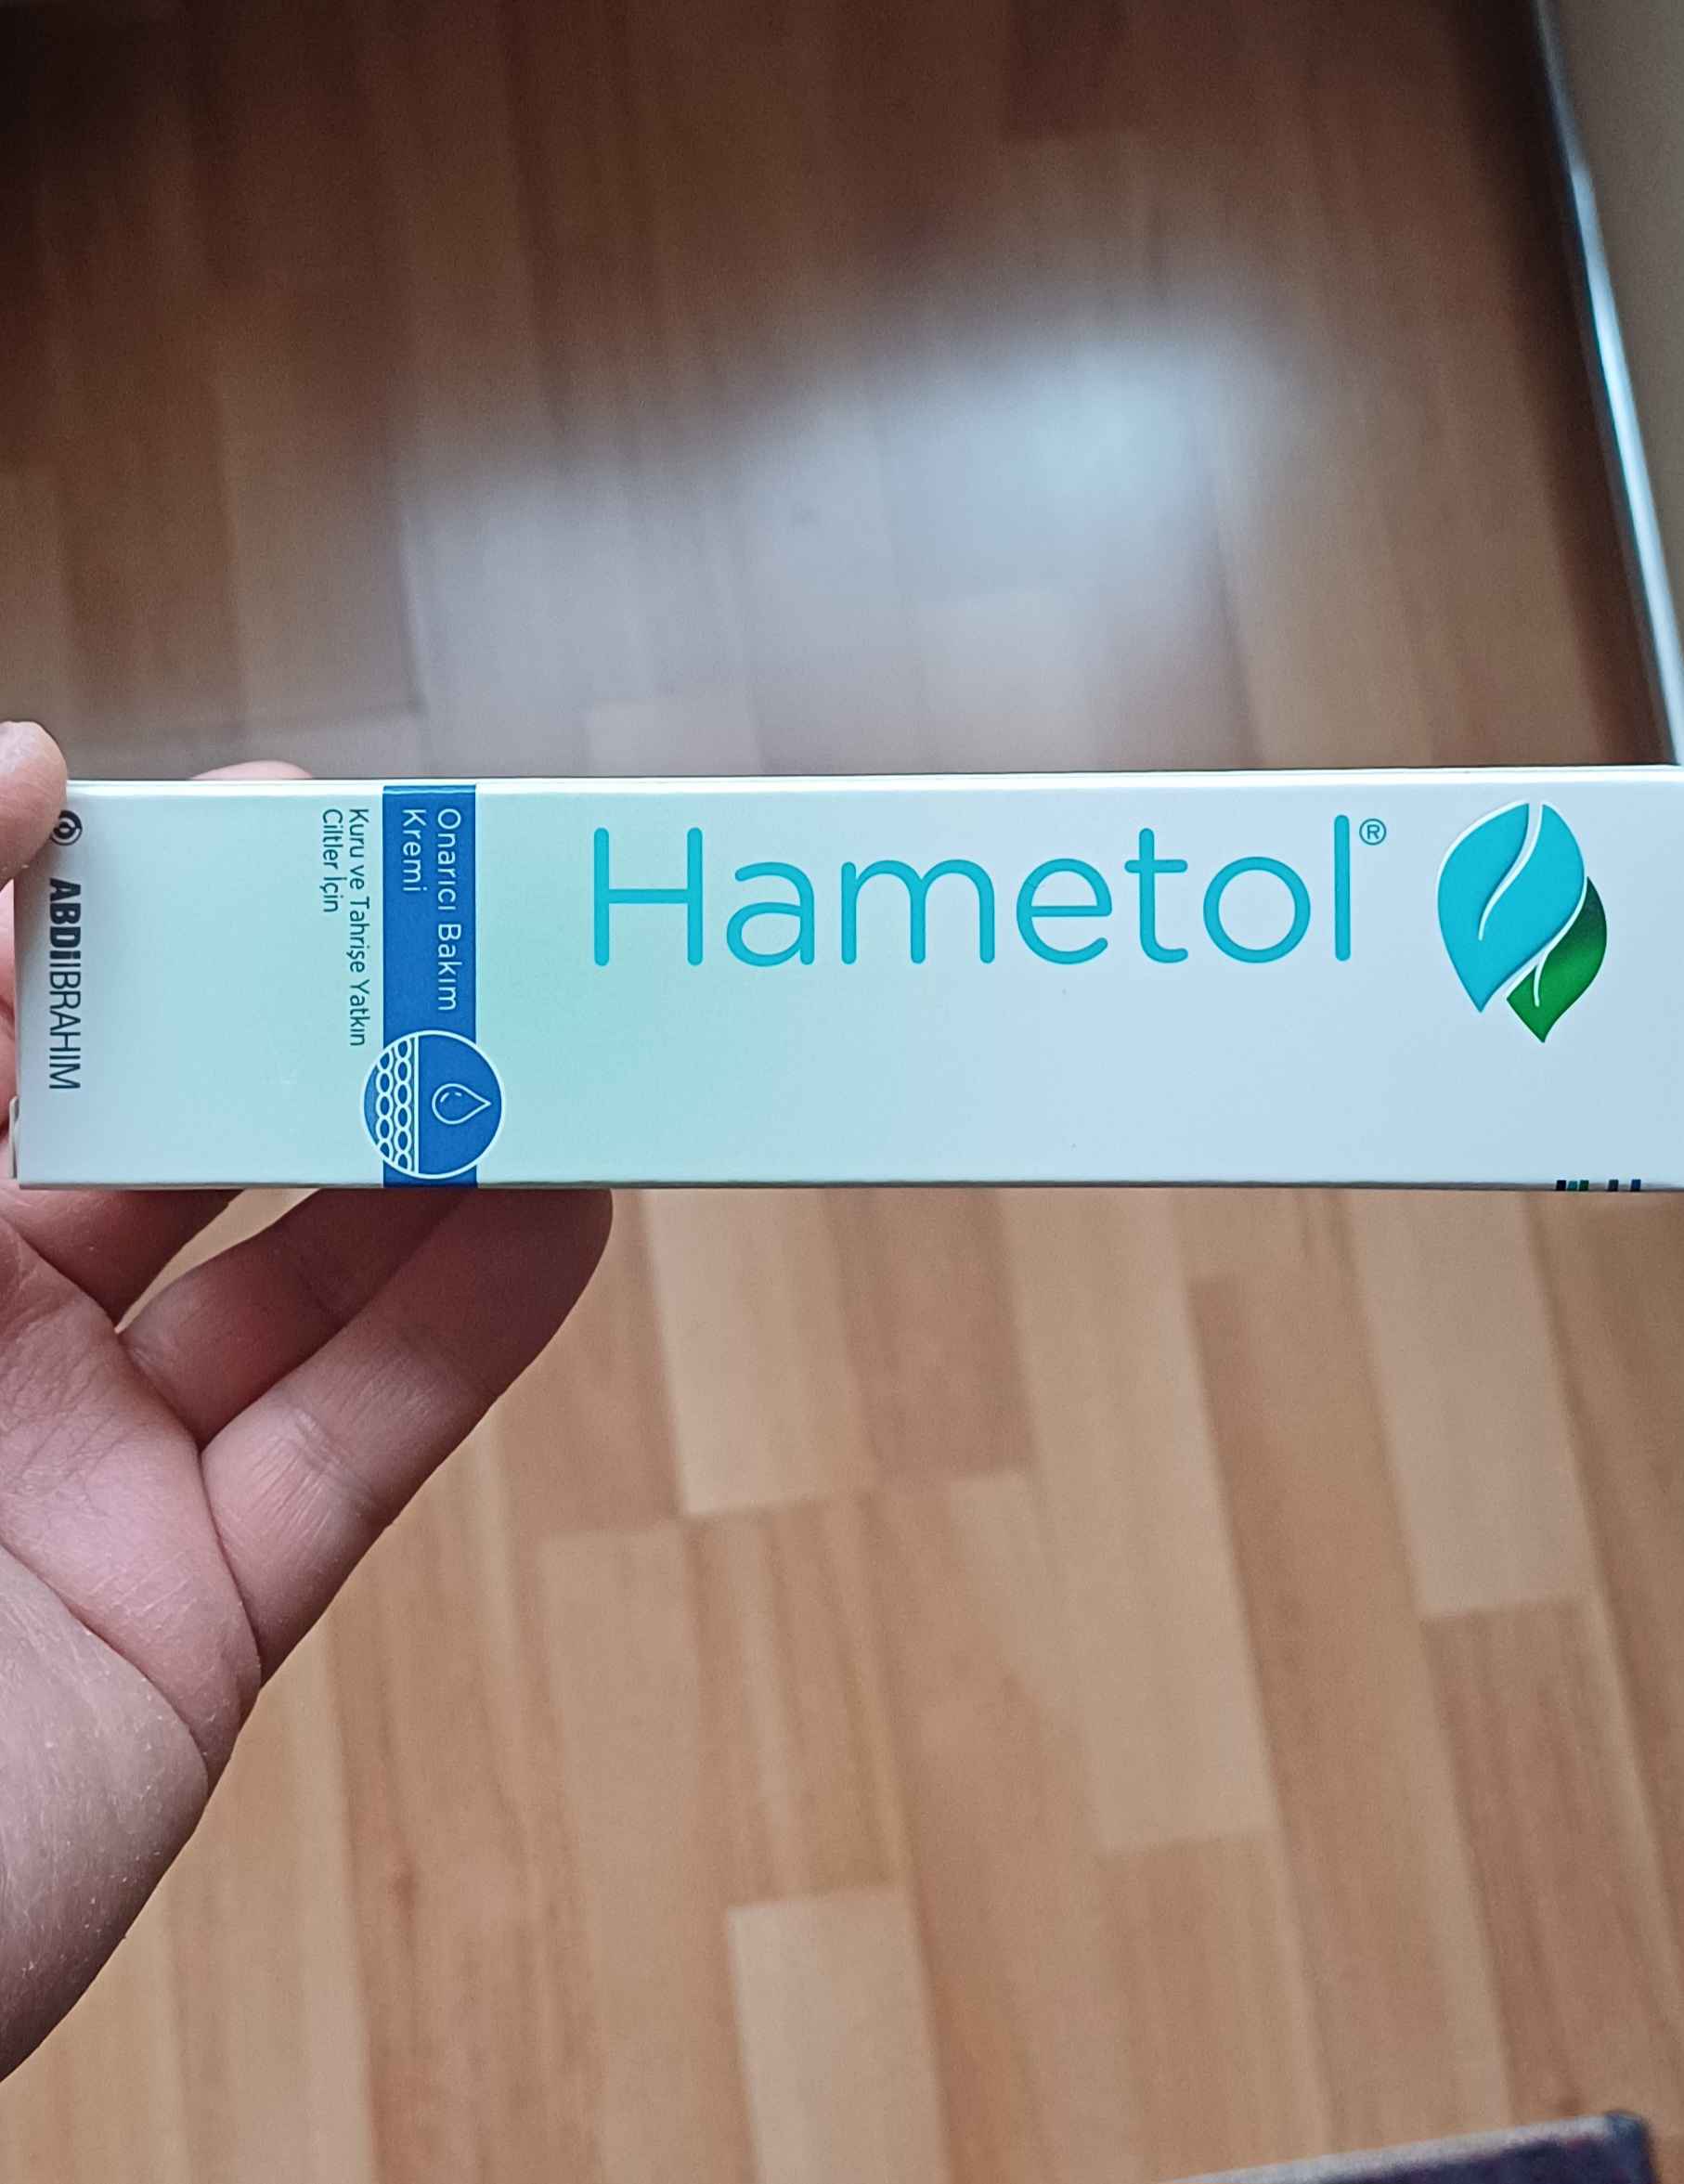 Hametol®
Onarıcı Bakım
Kremi
Kuru ve Tahrişe Yatkın
Ciltler İçin
ABDİİBRAHİM